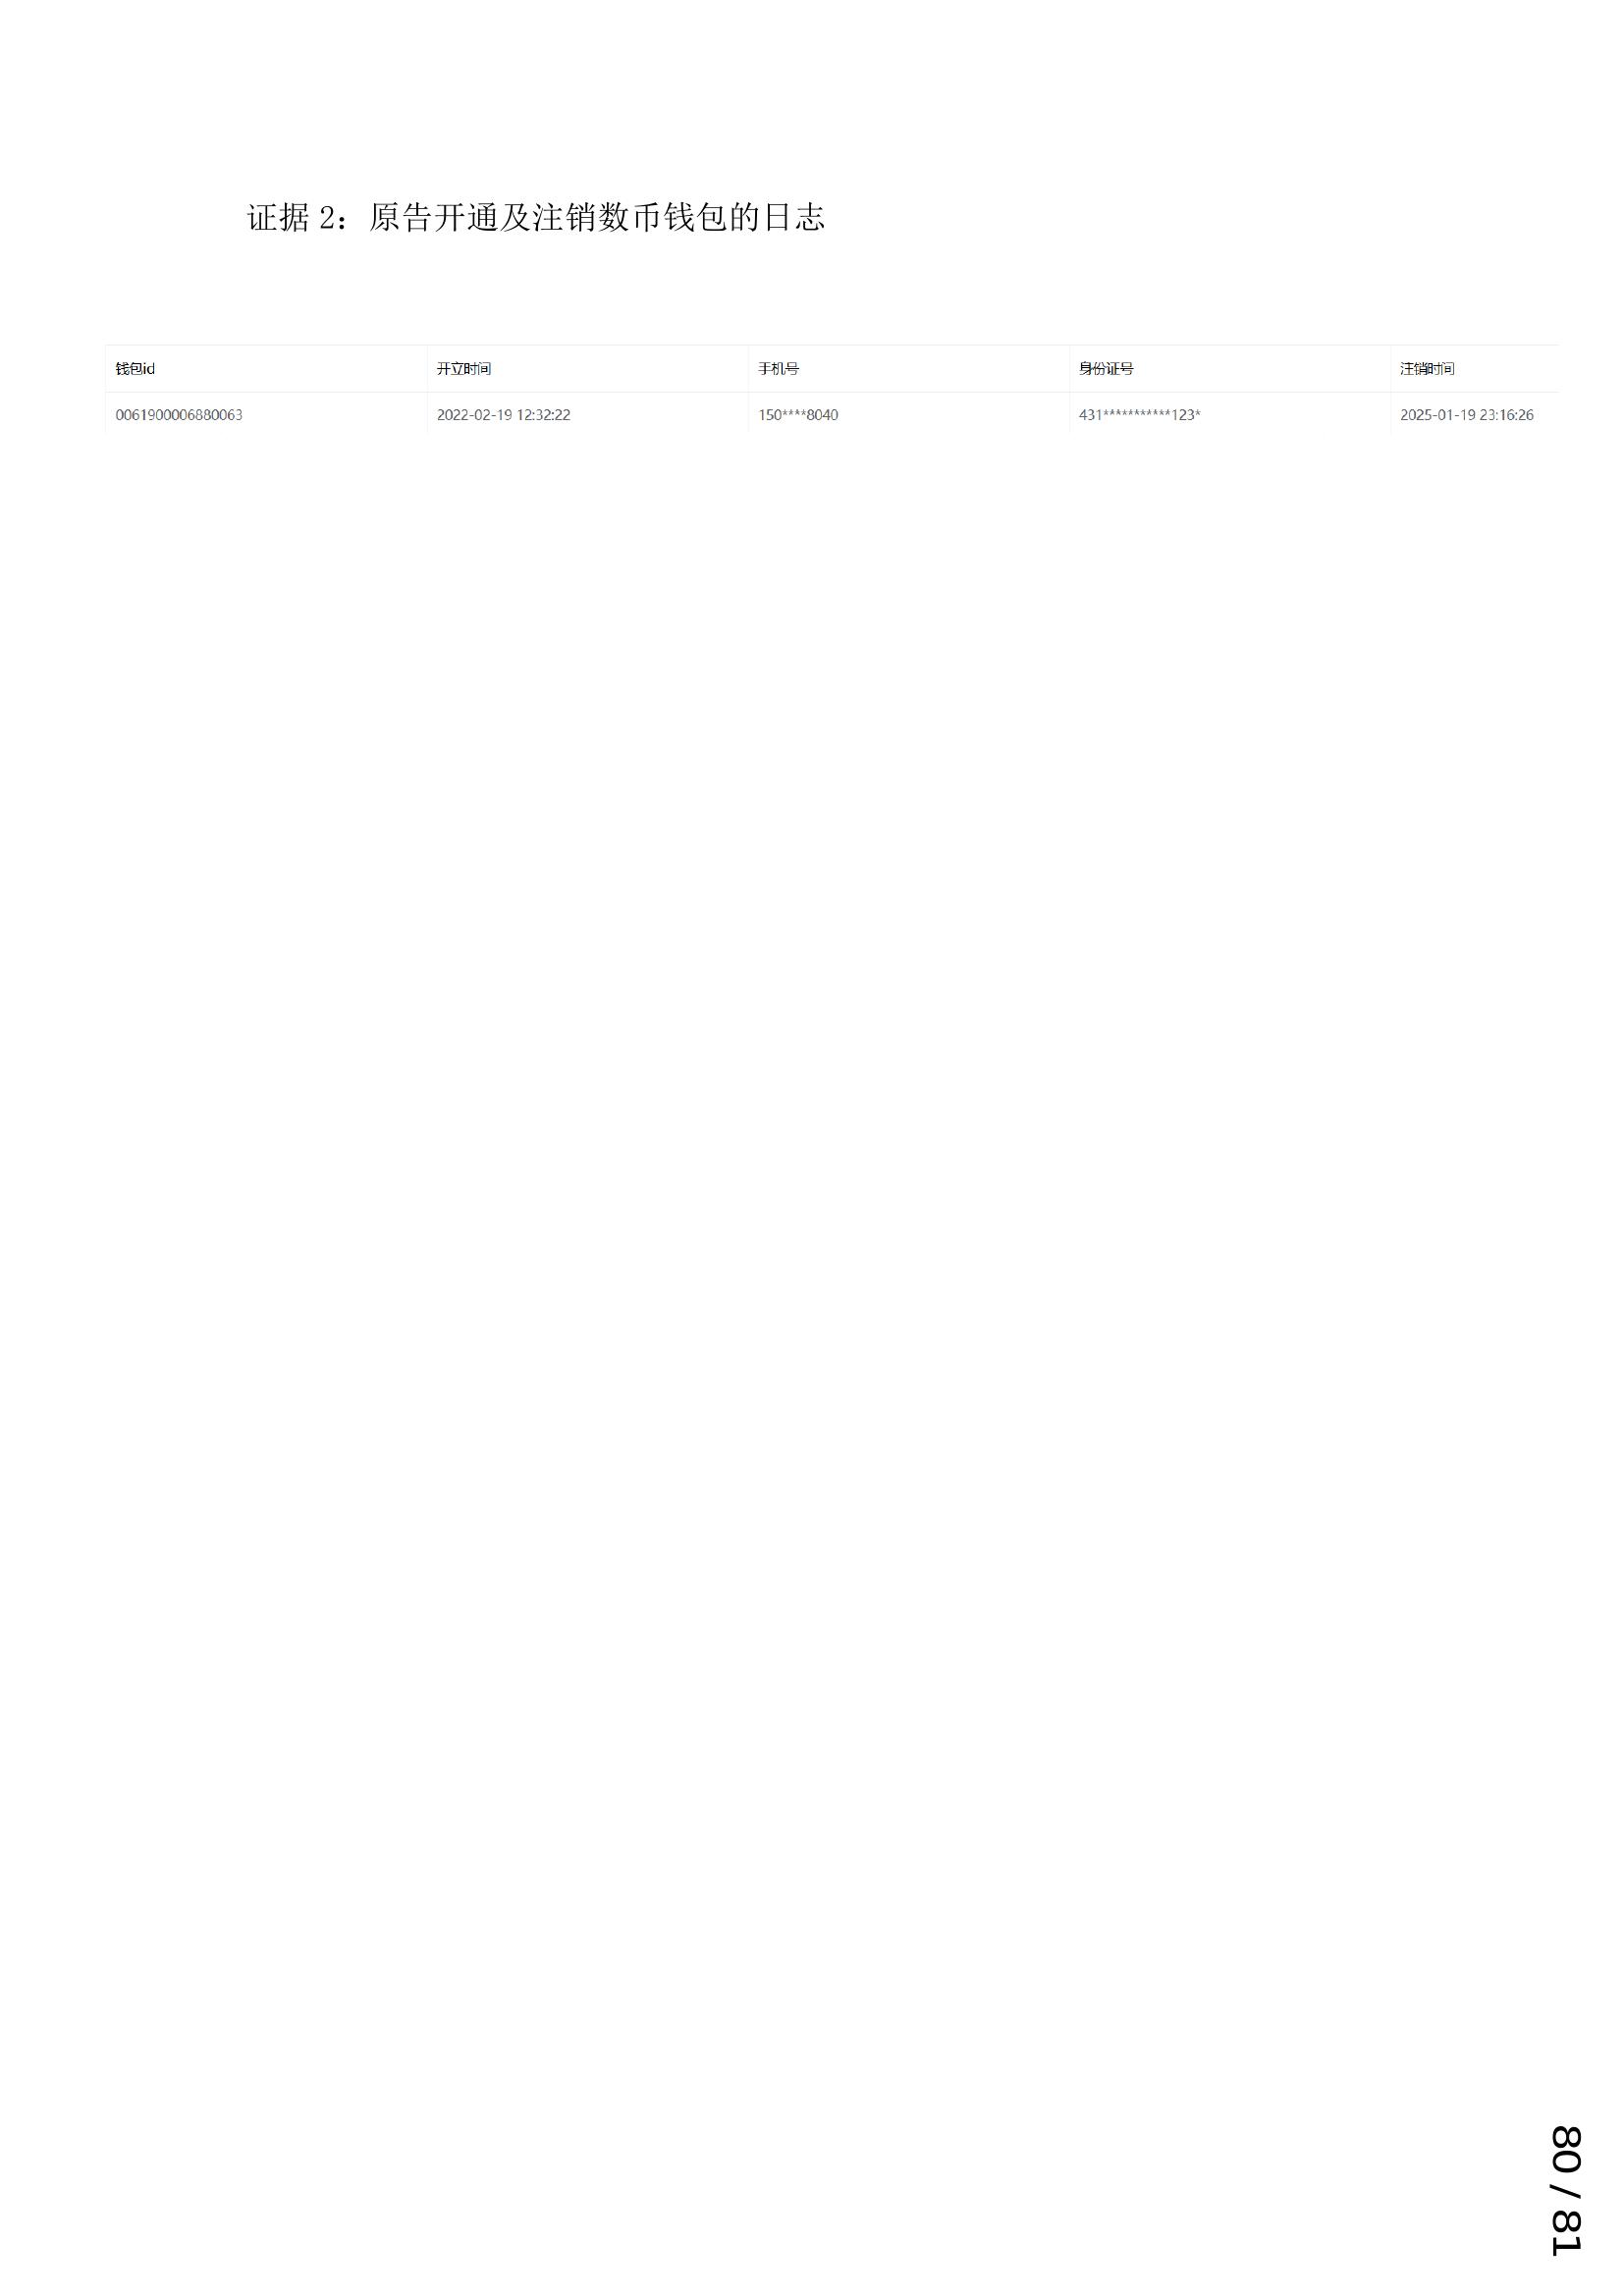 证据 2：原告开通及注销数币钱包的日志
钱包id 开立时间 手机号 身份证号 注销时间
0061900006880063 2022-02-19 12:32:22 150****8040 431***********123* 2025-01-19 23:16:26
80 / 81